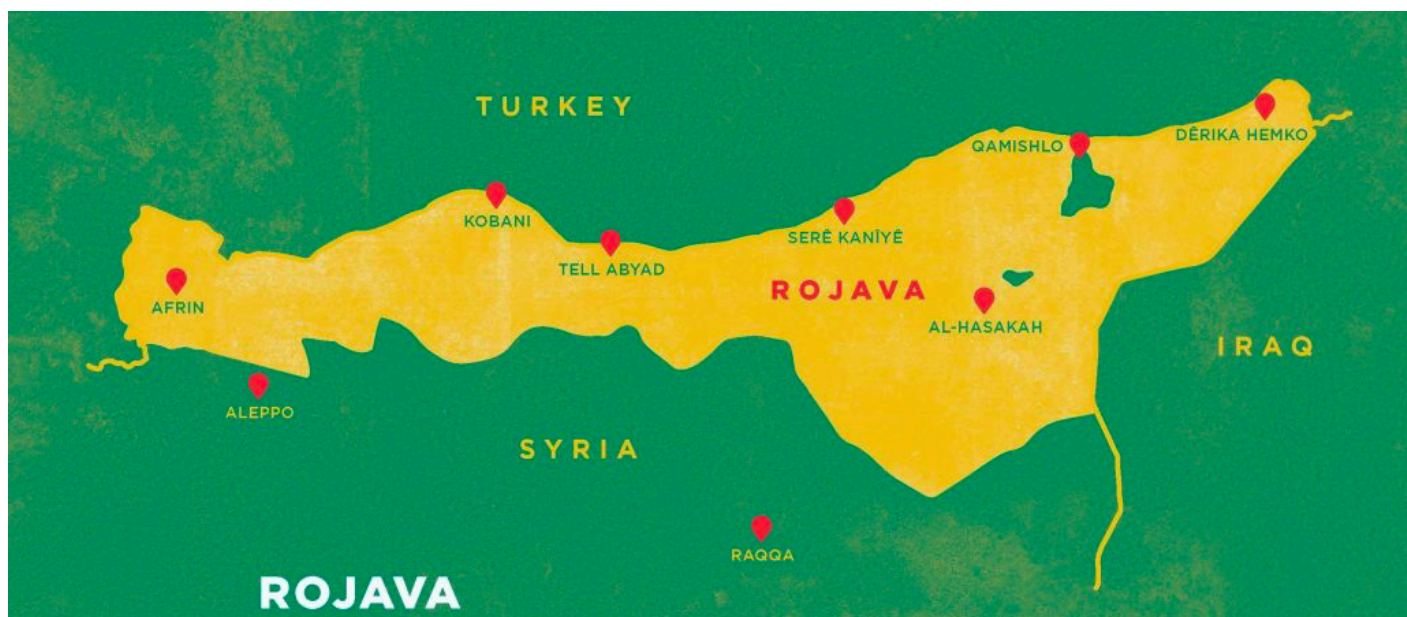 TURKEY
DÊRIKA HEMKO
QAMISHLO
KOBANI
SERÊ KANÎYÊ
TELL ABYAD
ROJAVA
AFRIN
AL-HASAKAH
IRAQ
ALEPPO
SYRIA
RAQQA
ROJAVA